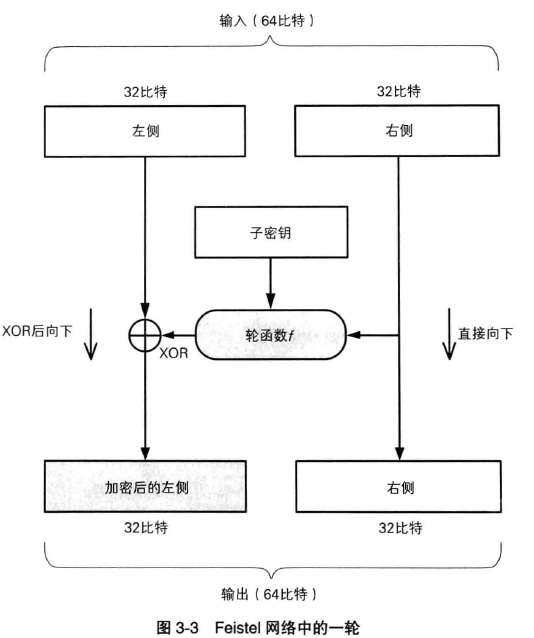 输入（64比特）
32比特
32比特
左侧
右侧
子密钥
轮函数f
XOR后向下
XOR
直接向下
加密后的左侧
右侧
32比特
32比特
输出（64比特）
图 3-3 Feistel 网络中的一轮